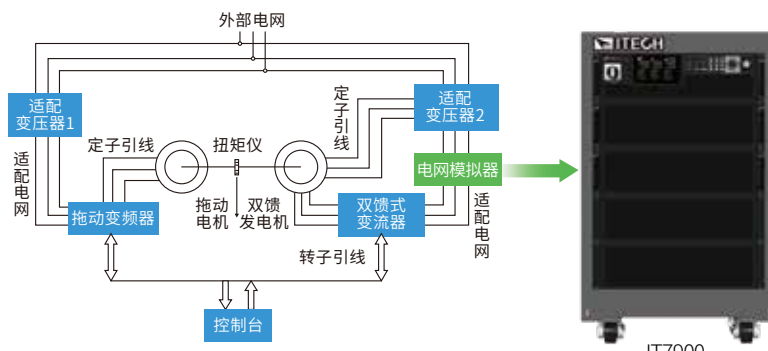 外部电网
ITECH
适配
变压器1
定子引线
适配
变压器2
定子引线
扭矩仪
适配电网
电网模拟器
拖动变频器
拖动
电机
双馈
发电机
双馈式
变流器
适配电网
转子引线
控制台
IT7900